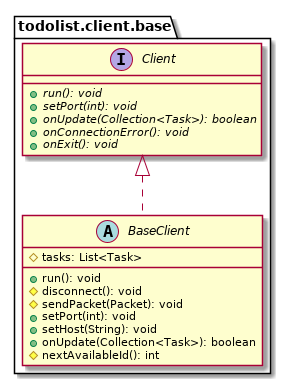 todolist.client.base
I Client
run(): void
setPort(int): void
onUpdate(Collection<Task>): boolean
onConnectionError(): void
onExit(): void
A BaseClient
tasks: List<Task>
run(): void
disconnect(): void
sendPacket(Packet): void
setPort(int): void
setHost(String): void
onUpdate(Collection<Task>): boolean
nextAvailableId(): int